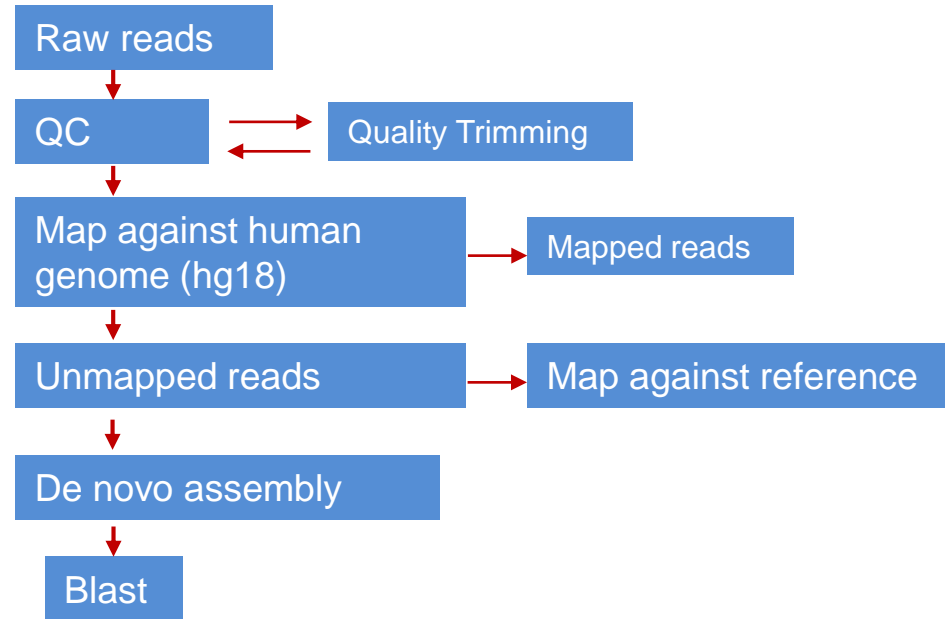 Raw reads
QC
Quality Trimming
Map against human
genome (hg18)
Mapped reads
Unmapped reads
Map against reference
De novo assembly
Blast